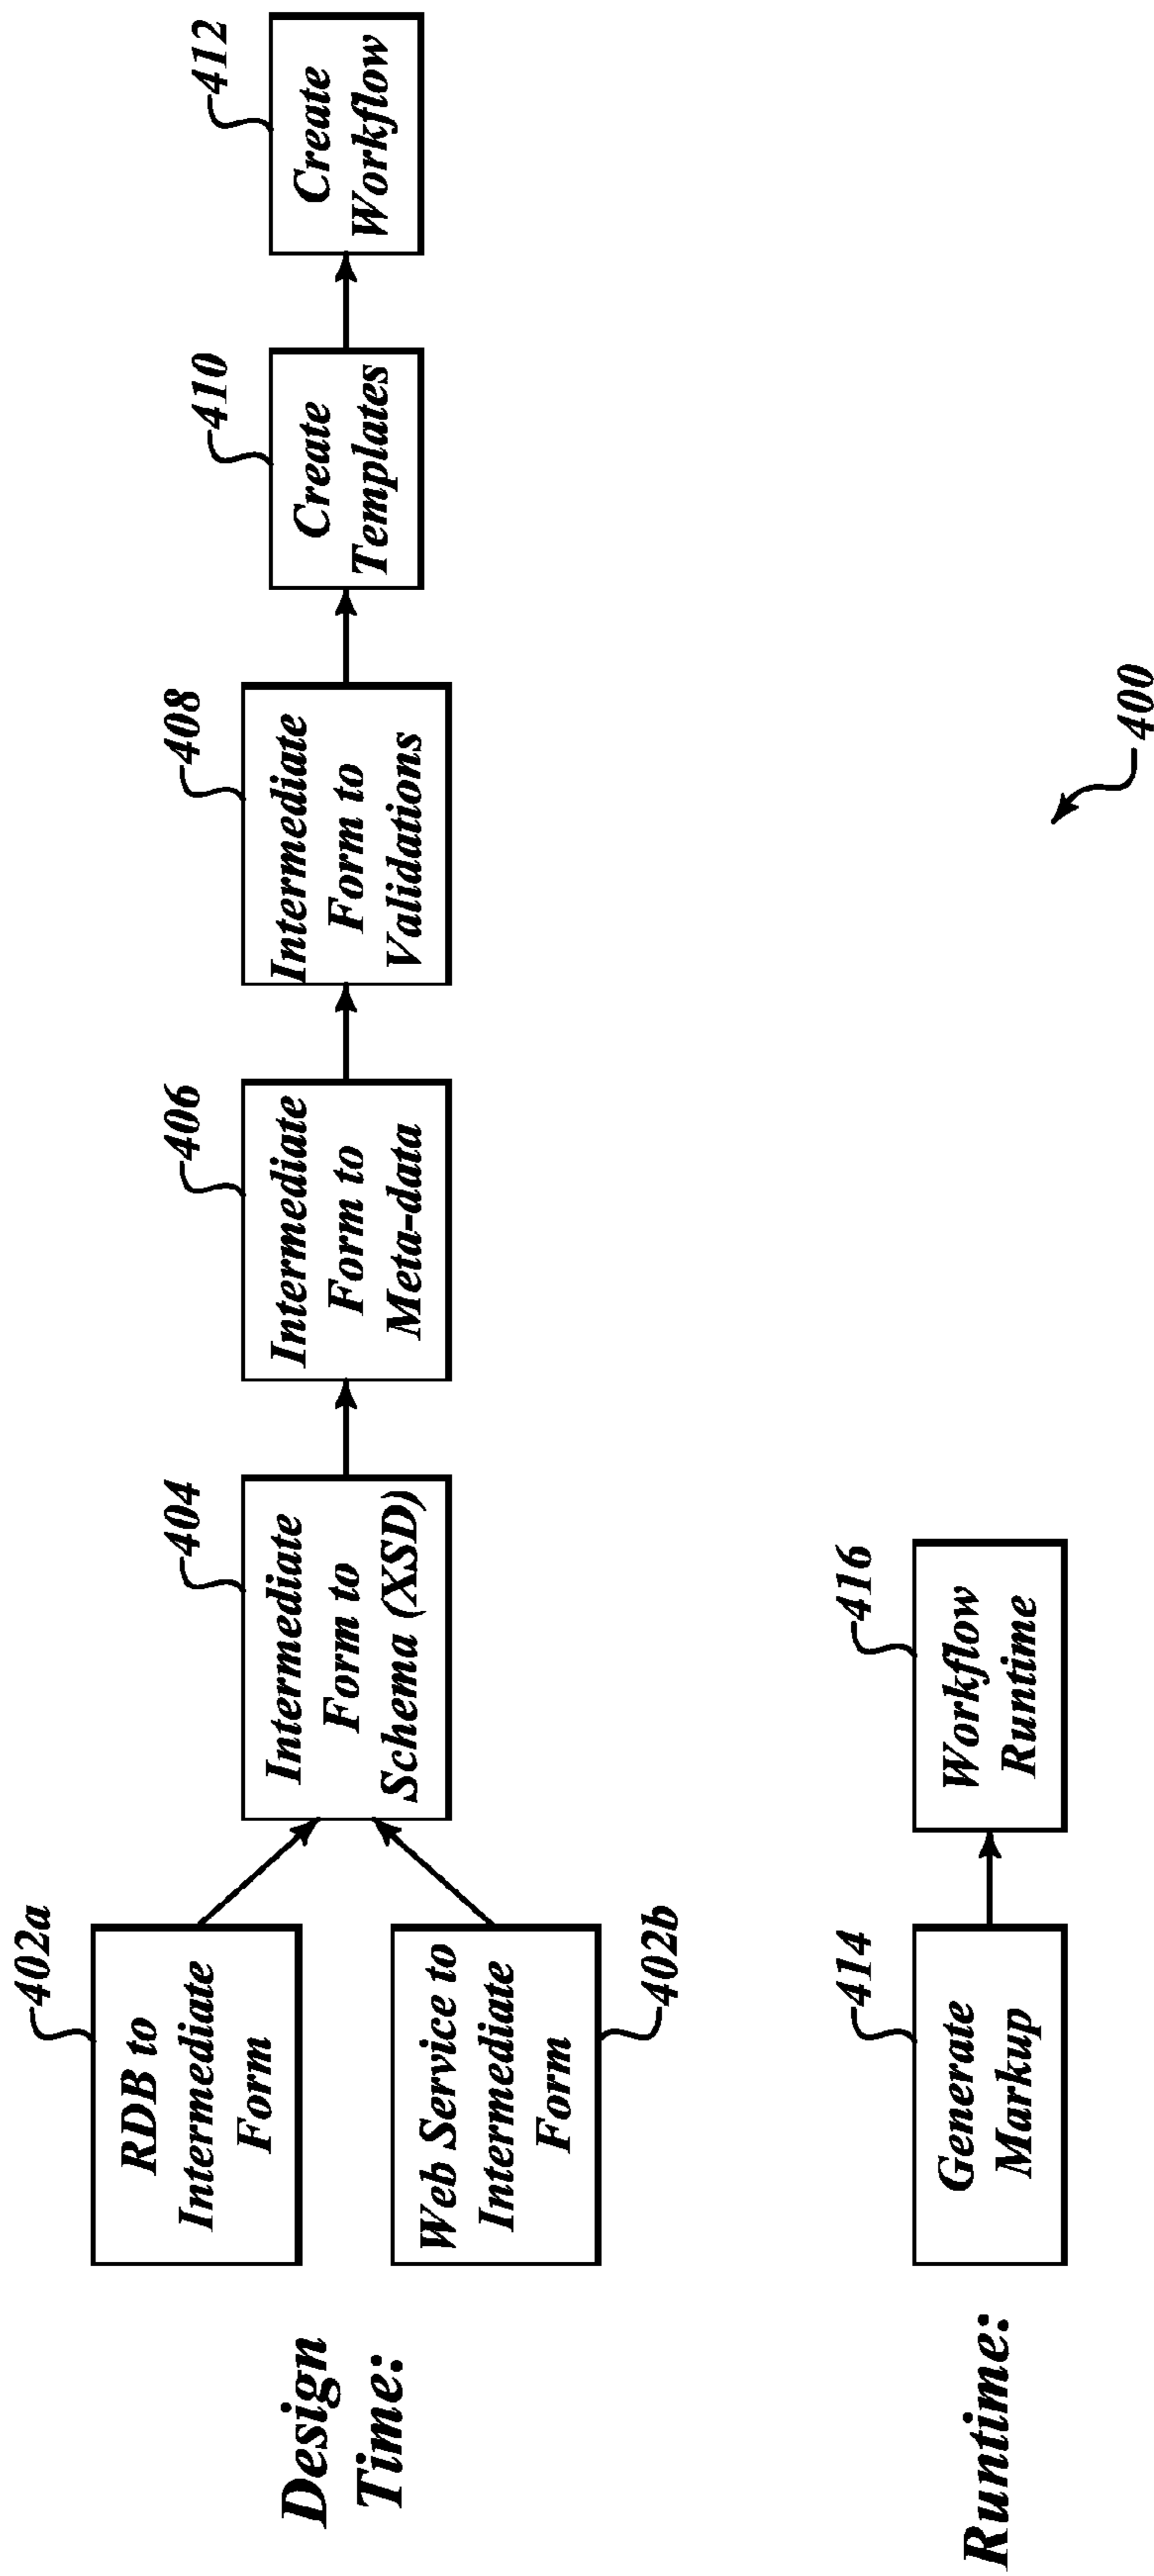 Design
Time:
402a
RDB to
Intermediate
Form
Web Service to
Intermediate
Form
402b
404
Intermediate
Form to
Schema (XSD)
406
Intermediate
Form to
Meta-data
408
Intermediate
Form to
Validations
410
Create
Templates
412
Create
Workflow
Runtime:
414
Generate
Markup
416
Workflow
Runtime
400